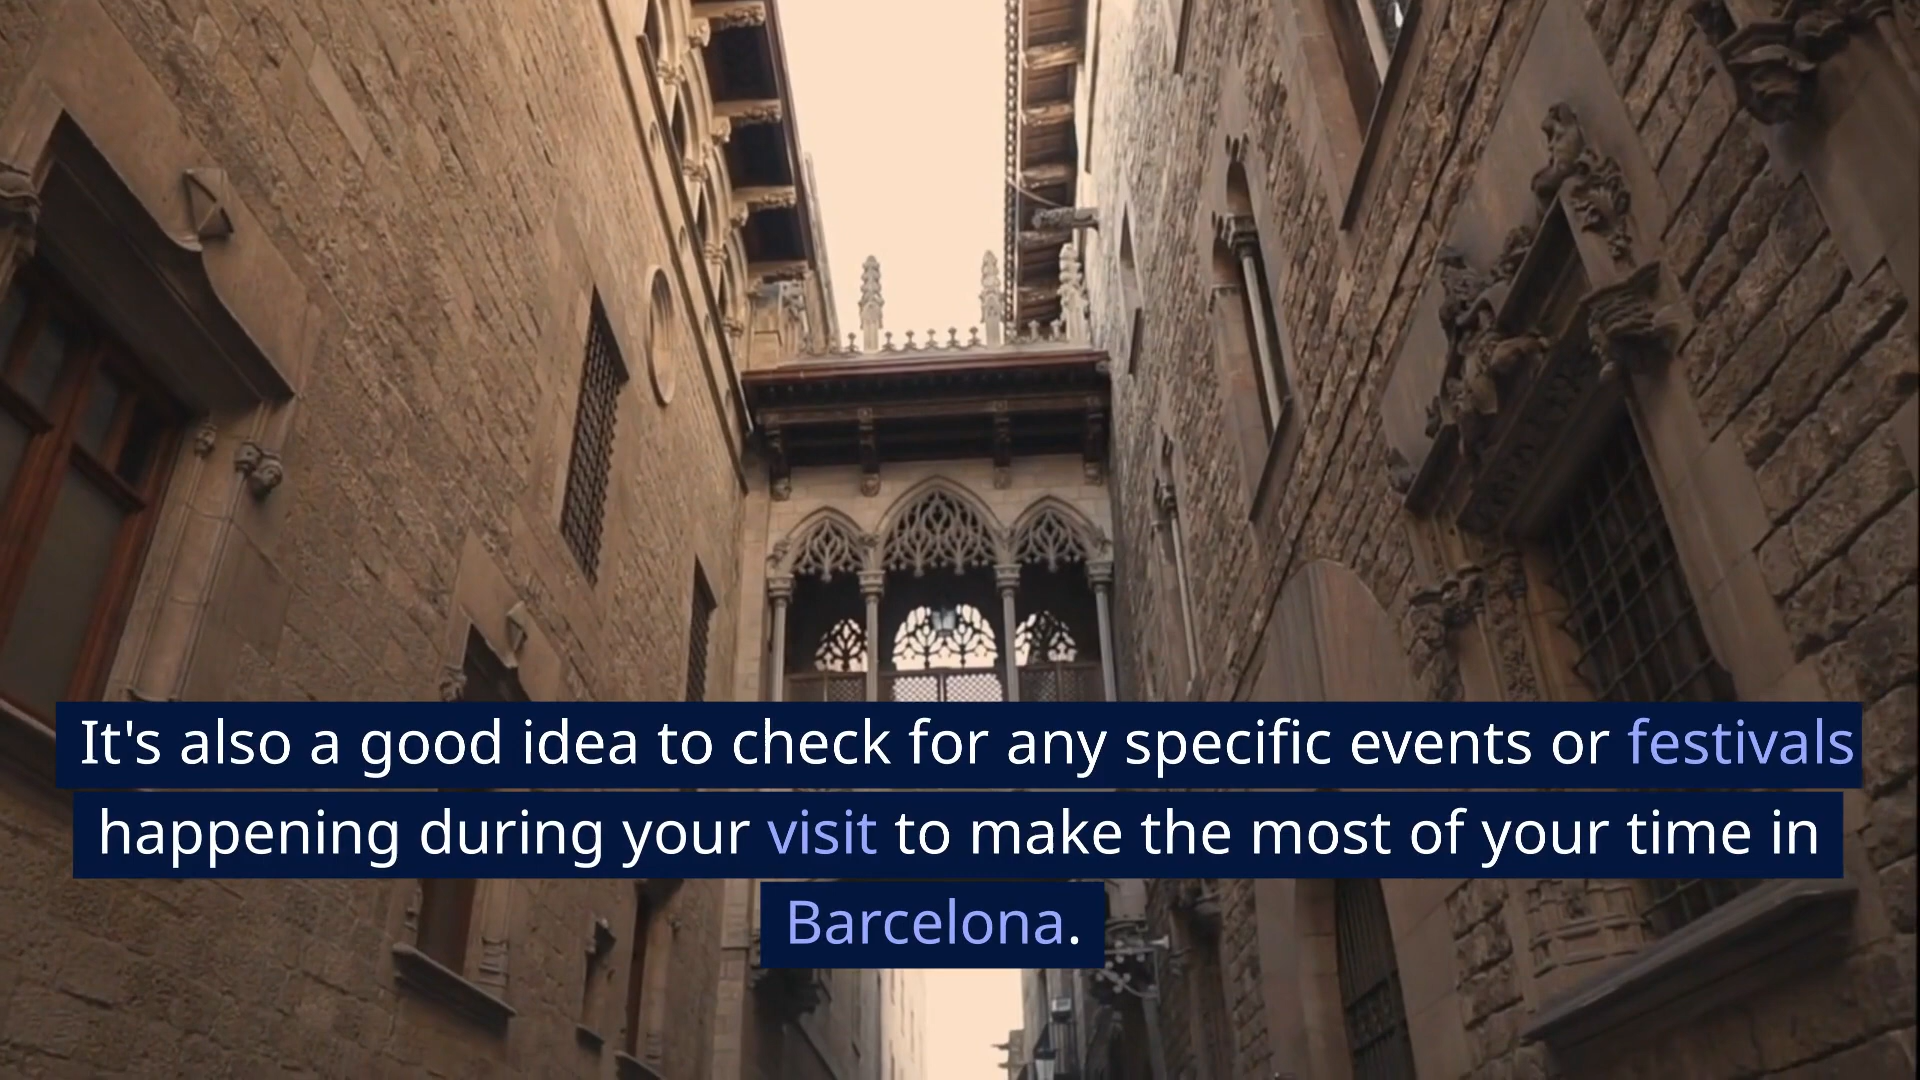 It's also a good idea to check for any specific events or festivals
happening during your visit to make the most of your time in
Barcelona.